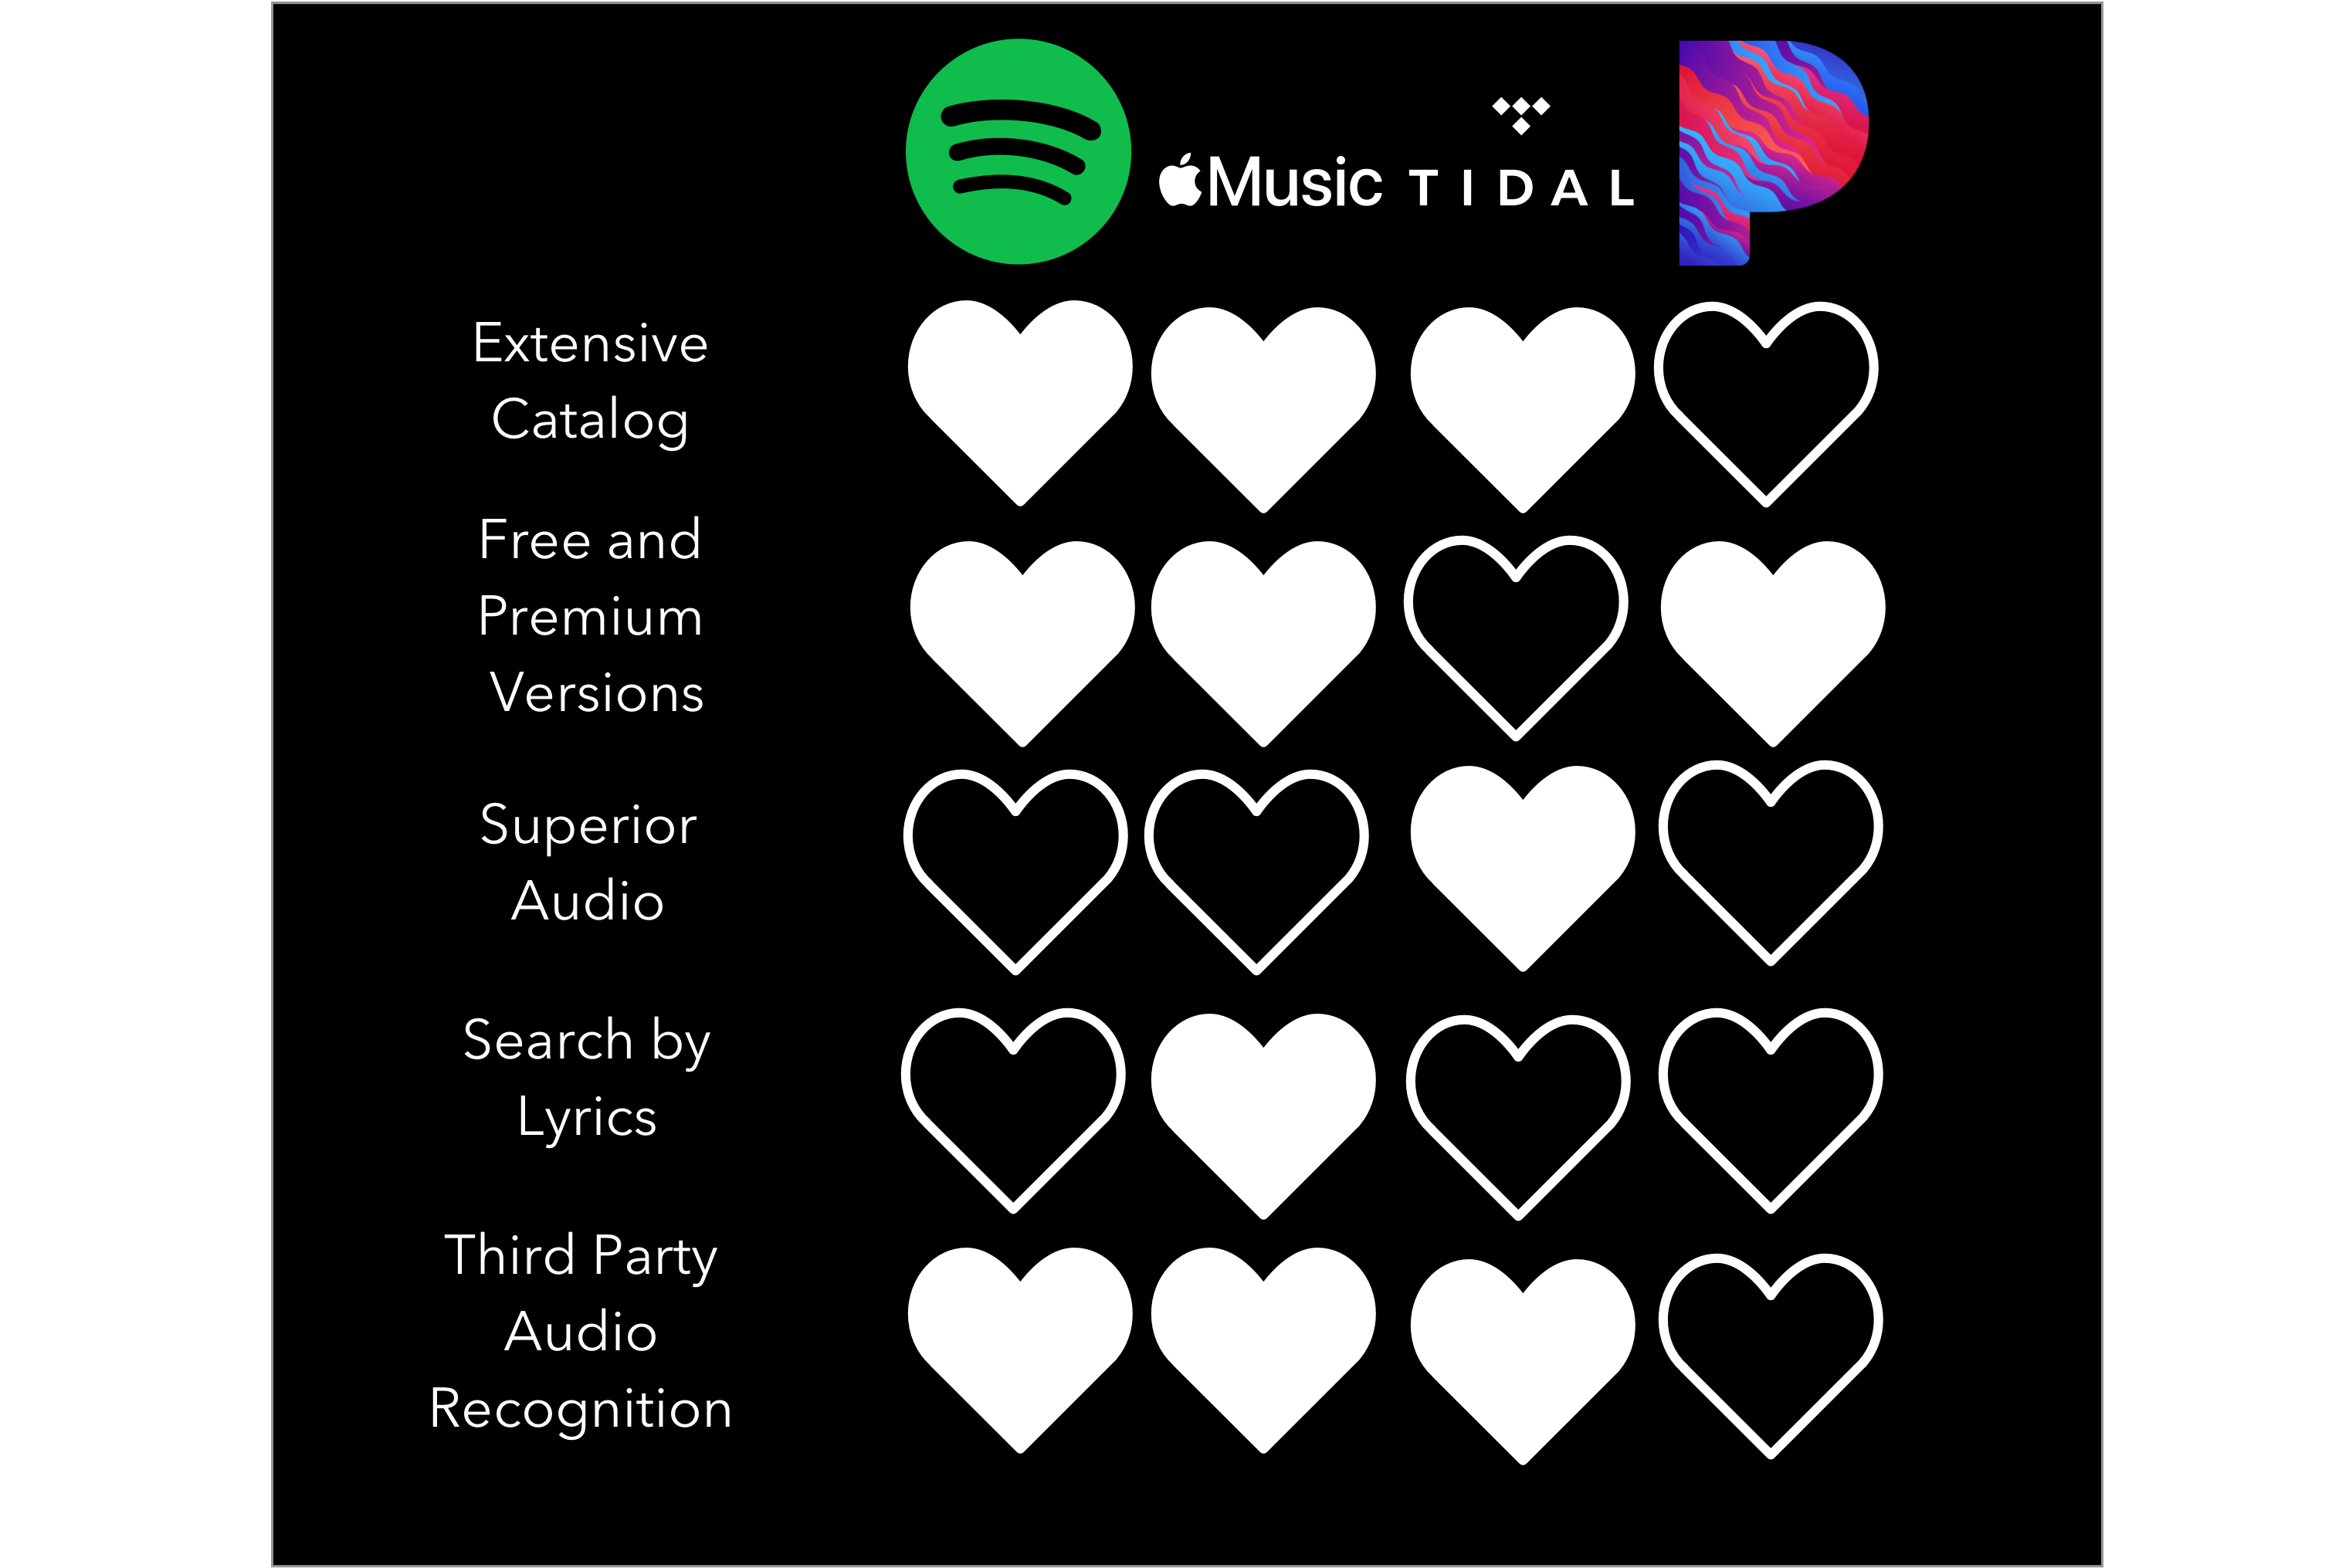 Music
TIDAL
Extensive
Catalog
Free and
Premium
Versions
Superior
Audio
Search by
Lyrics
Third Party
Audio
Recognition